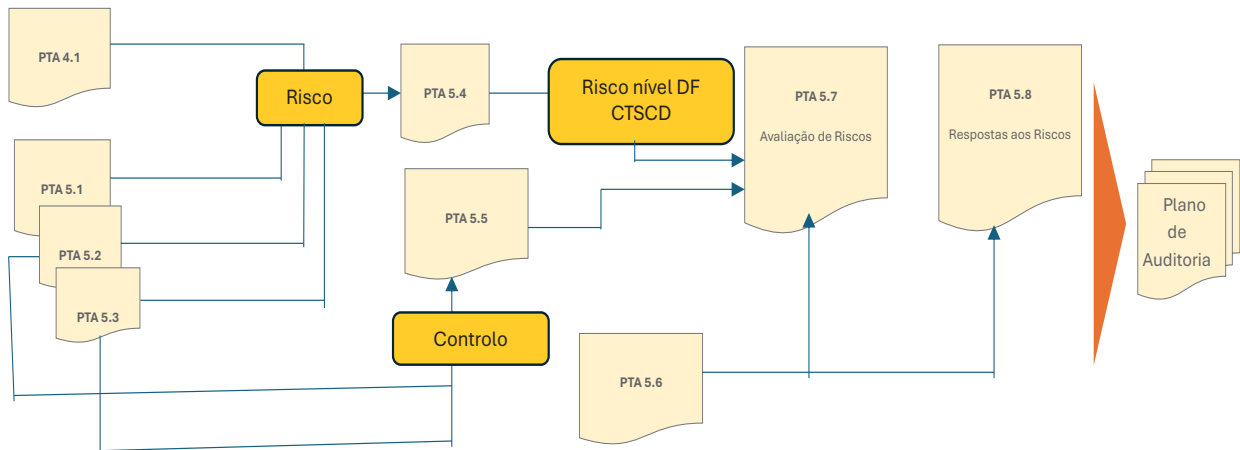 PTA 4.1
Risco
PTA 5.4
Risco nível DF
CTSCD
PTA 5.7
Avaliação de Riscos
PTA 5.8
Respostas aos Riscos
PTA 5.1
PTA 5.2
PTA 5.3
PTA 5.5
Controlo
PTA 5.6
Plano
de
Auditoria